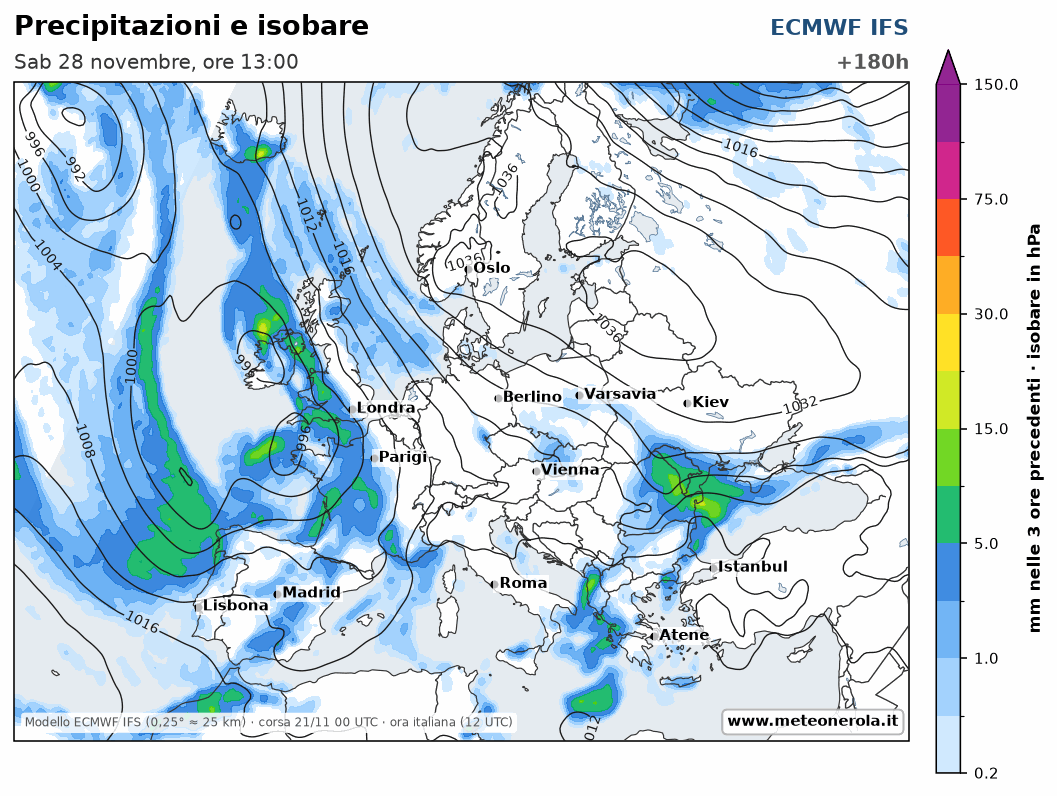 Precipitazioni e isobare
ECMWF IFS
Sab 28 novembre, ore 13:00
+180h
150.0
75.0
30.0
15.0
5.0
1.0
0.2
mm nelle 3 ore precedenti · isobare in hPa
996
992
1000
1004
1012
1016
1036
1016
1036
Oslo
1036
1000
996
1008
Londra
Berlino
Varsavia
Kiev
1032
Parigi
Vienna
Istanbul
Roma
Madrid
Lisbona
1016
Atene
1012
Modello ECMWF IFS (0,25° ≈ 25 km) · corsa 21/11 00 UTC · ora italiana (12 UTC)
www.meteonerola.it